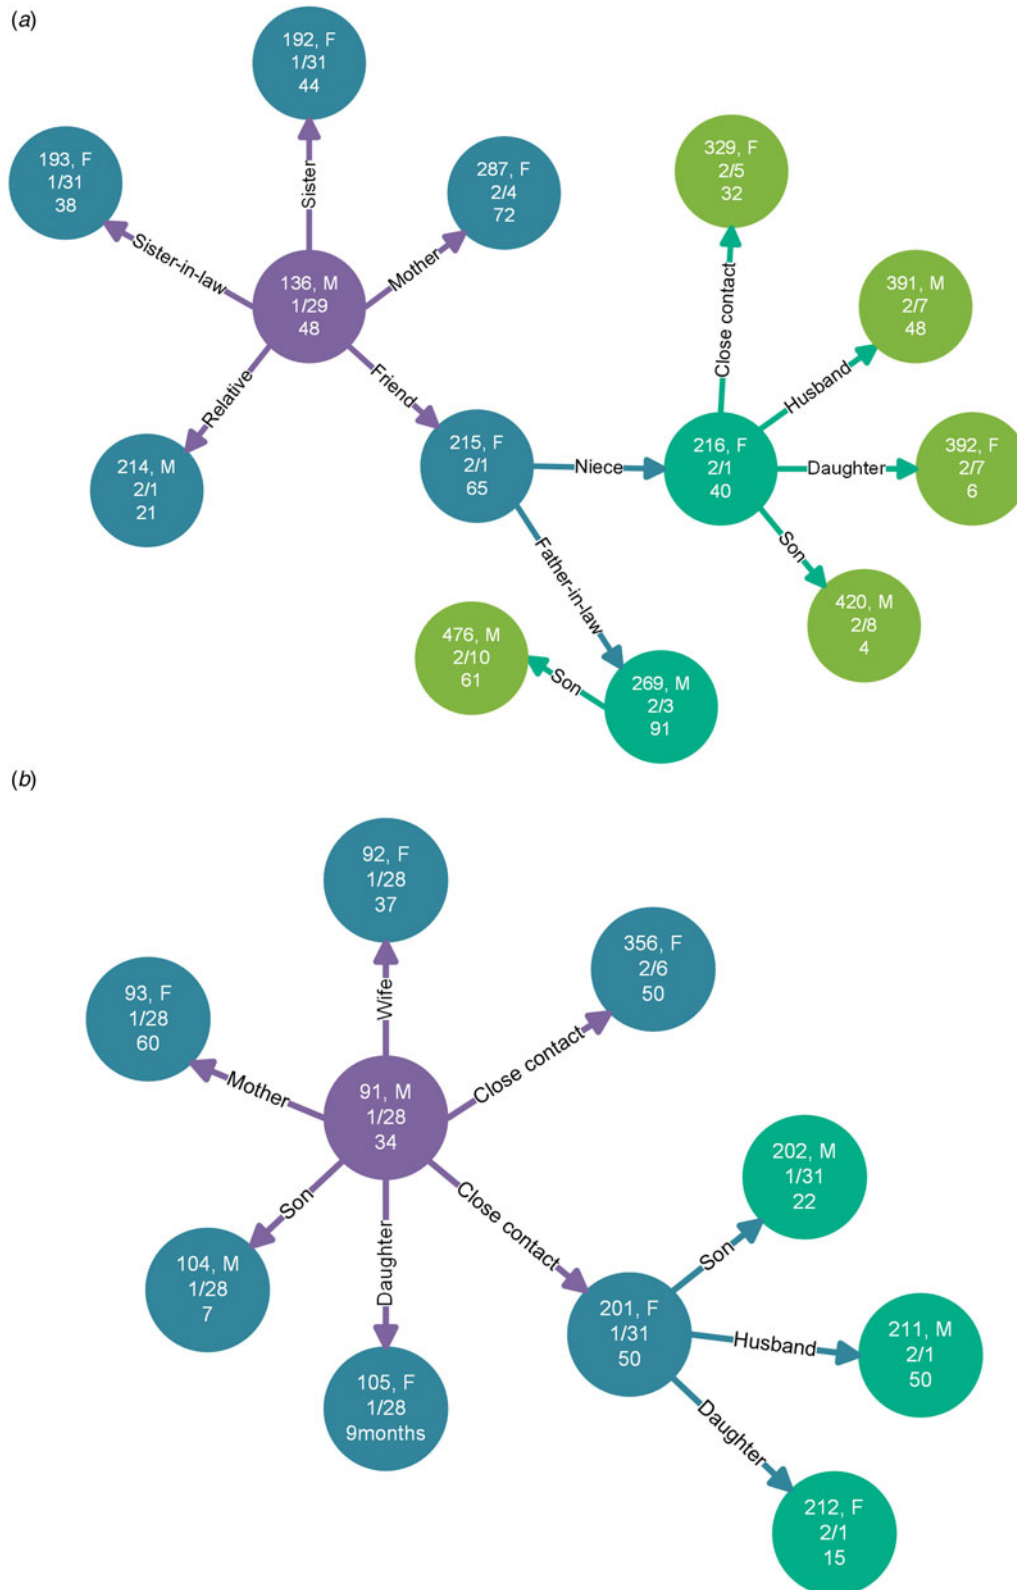 (a)
192, F
1/31
44
193, F
1/31
38
Sister
287, F
2/4
72
329, F
2/5
32
Sister-in-law
Mother
136, M
1/29
48
391, M
2/7
48
Close contact
Husband
Relative
Friend
214, M
2/1
21
215, F
2/1
65
Niece
216, F
2/1
40
Daughter
392, F
2/7
6
Son
Father-in-law
420, M
2/8
4
476, M
2/10
61
Son
269, M
2/3
91
(b)
92, F
1/28
37
356, F
2/6
50
93, F
1/28
60
Wife
Close contact
Mother
91, M
1/28
34
202, M
1/31
22
Son
Daughter
Close contact
Son
104, M
1/28
7
201, F
1/31
50
Husband
211, M
2/1
50
105, F
1/28
9months
Daughter
212, F
2/1
15